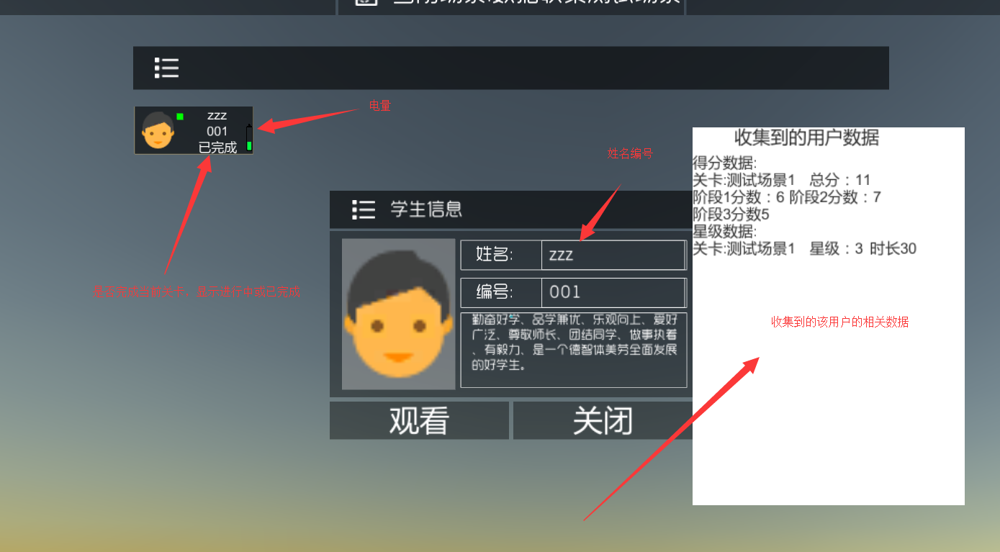 电量
zzz
001
已完成
姓名编号
收集到的用户数据
得分数据:
关卡:测试场景1 总分：11
阶段1分数：6 阶段2分数：7
阶段3分数5
星级数据:
关卡:测试场景1 星级：3 时长30
学生信息
姓名: zzz
编号: 001
勤奋好学、品学兼优、乐观向上、爱好
广泛、尊敬师长、团结同学、做事执着
、有毅力、是一个德智体美劳全面发展
的好学生。
显示进行中或已完成
收集到的该用户的相关数据
观看
关闭